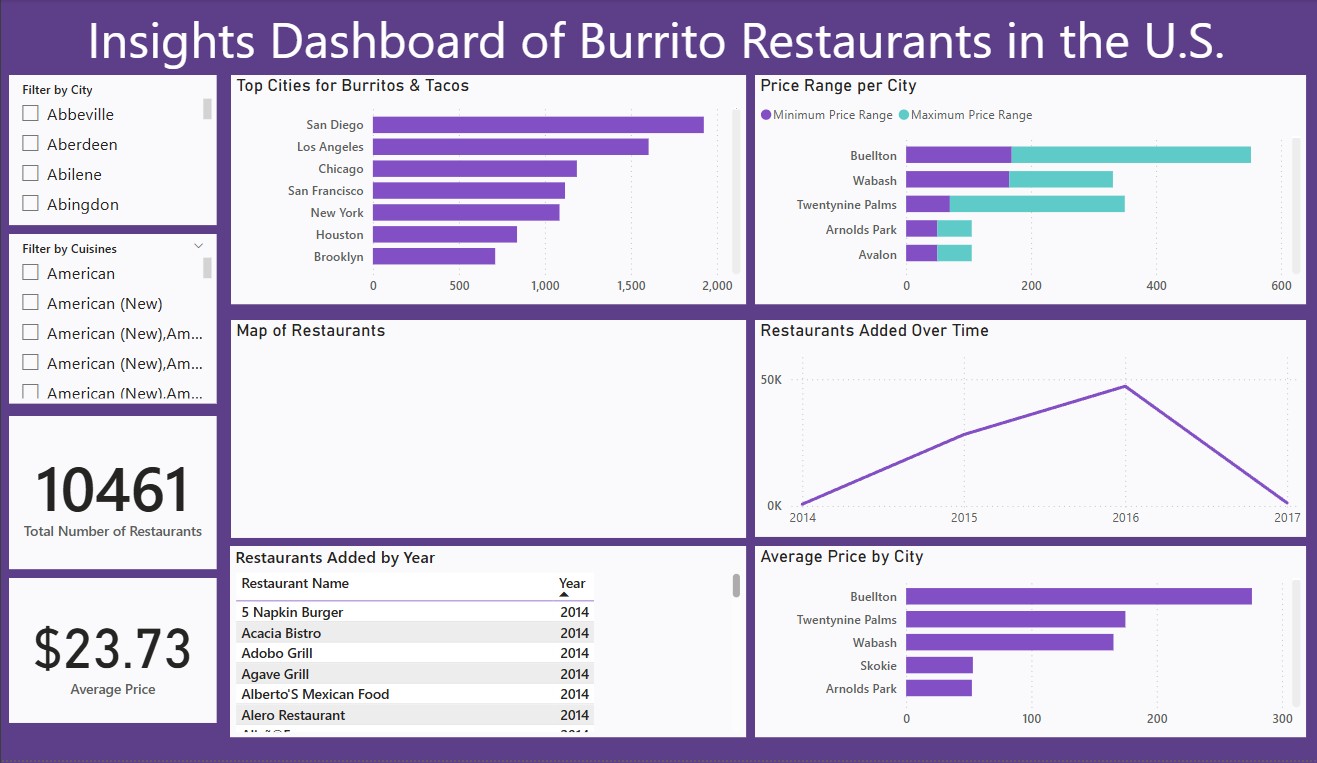 Insights Dashboard of Burrito Restaurants in the U.S.
Filter by City
Abbeville
Aberdeen
Abilene
Abingdon
Filter by Cuisines
American
American (New)
American (New),Am...
American (New),Am...
American (New),Am...
10461
Total Number of Restaurants
$23.73
Average Price
Top Cities for Burritos & Tacos
San Diego
Los Angeles
Chicago
San Francisco
New York
Houston
Brooklyn
0 500 1,000 1,500 2,000
Price Range per City
Minimum Price Range Maximum Price Range
Buellton
Wabash
Twentynine Palms
Arnolds Park
Avalon
0 200 400 600
Map of Restaurants
Restaurants Added Over Time
50K
0K
2014 2015 2016 2017
Restaurants Added by Year
Restaurant Name Year
5 Napkin Burger 2014
Acacia Bistro 2014
Adobo Grill 2014
Agave Grill 2014
Alberto'S Mexican Food 2014
Alero Restaurant 2014
Average Price by City
Buellton
Twentynine Palms
Wabash
Skokie
Arnolds Park
0 100 200 300